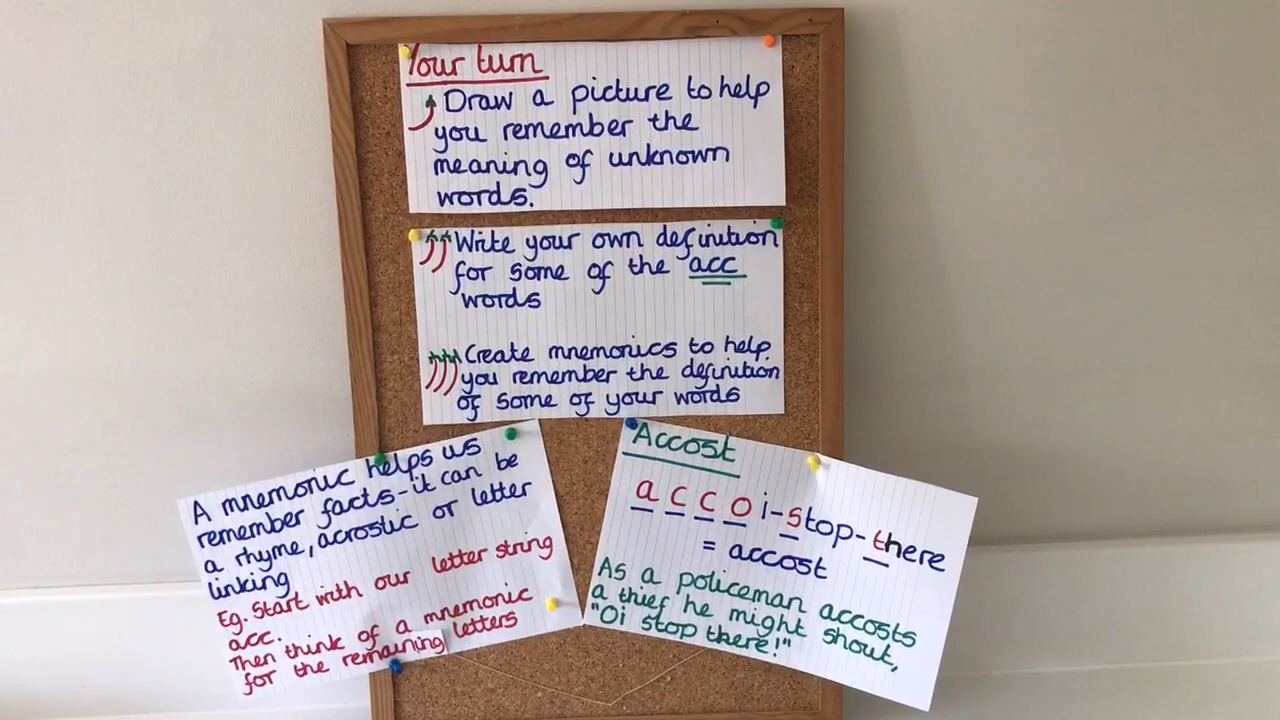 Your turn
Draw a picture to help
you remember the
meaning of unknown
words.
Write your own definition
for some of the acc
words
Create mnemonics to help
you remember the definition
of some of your words
A mnemonic helps us
remember facts - it can be
a rhyme, acrostic or letter
linking
Eg. Start with our letter string
acc.
Then think of a mnemonic
for the remaining letters
Accost
a c c o i-stop-there
= accost
As a policeman accosts
a thief he might shout,
"Oi stop there!"